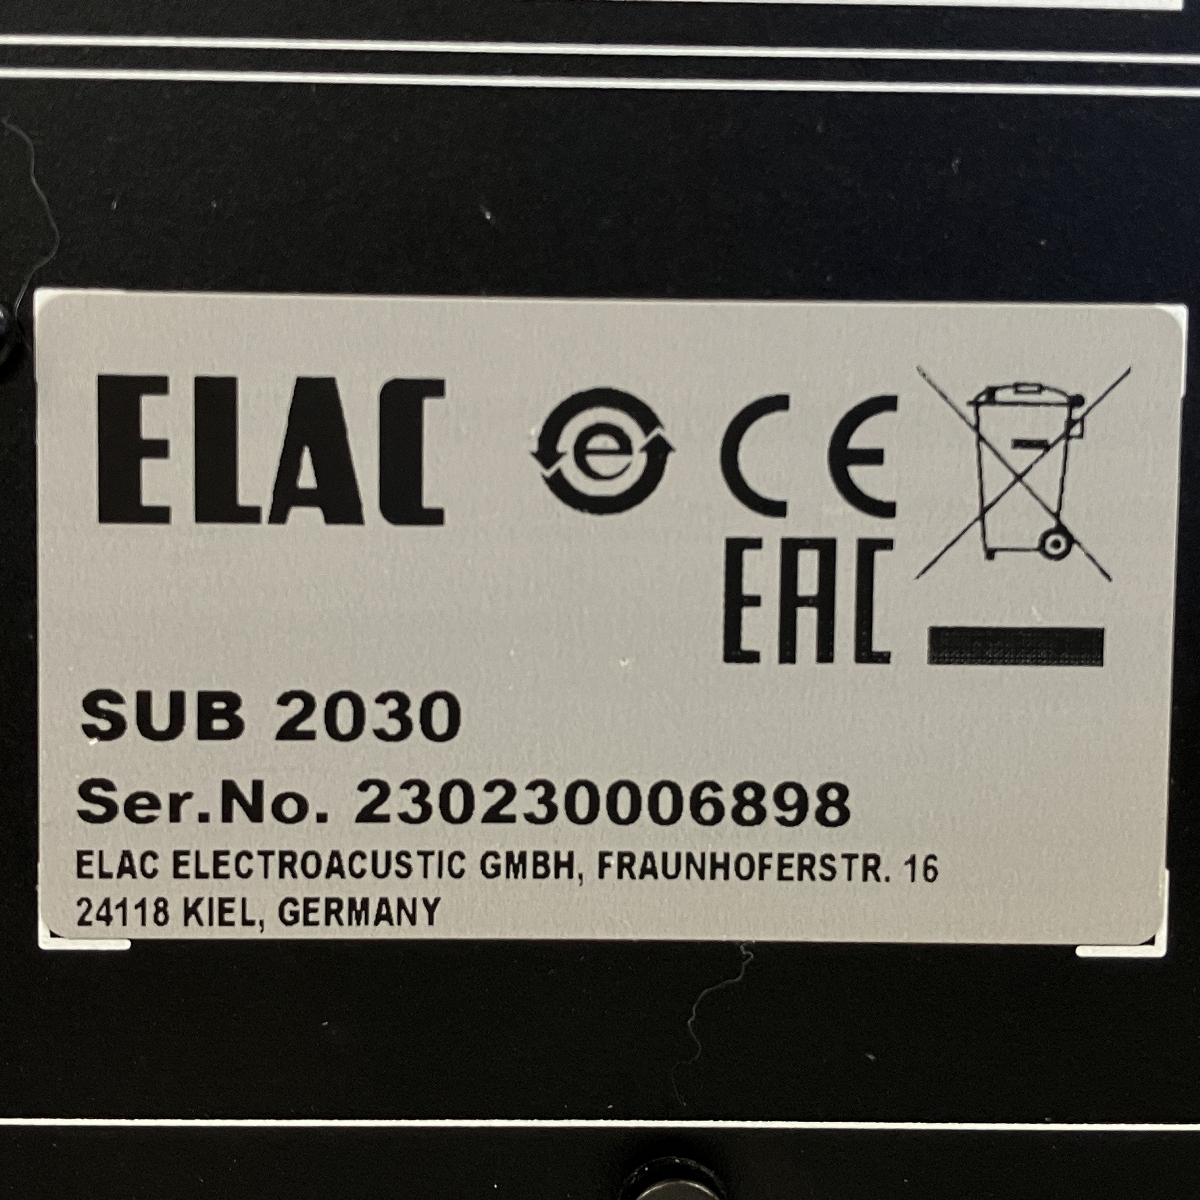 ELAC e CE
EAC
SUB 2030
Ser.No. 230230006898
ELAC ELECTROACUSTIC GMBH, FRAUNHOFERSTR. 16
24118 KIEL, GERMANY